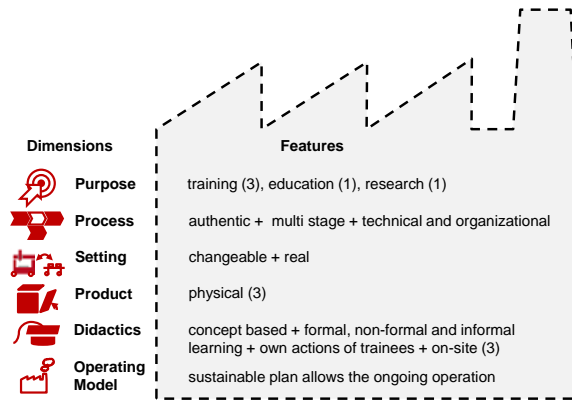 Dimensions Features
Purpose training (3), education (1), research (1)
Process authentic + multi stage + technical and organizational
Setting changeable + real
Product physical (3)
Didactics concept based + formal, non-formal and informal
learning + own actions of trainees + on-site (3)
Operating
Model sustainable plan allows the ongoing operation